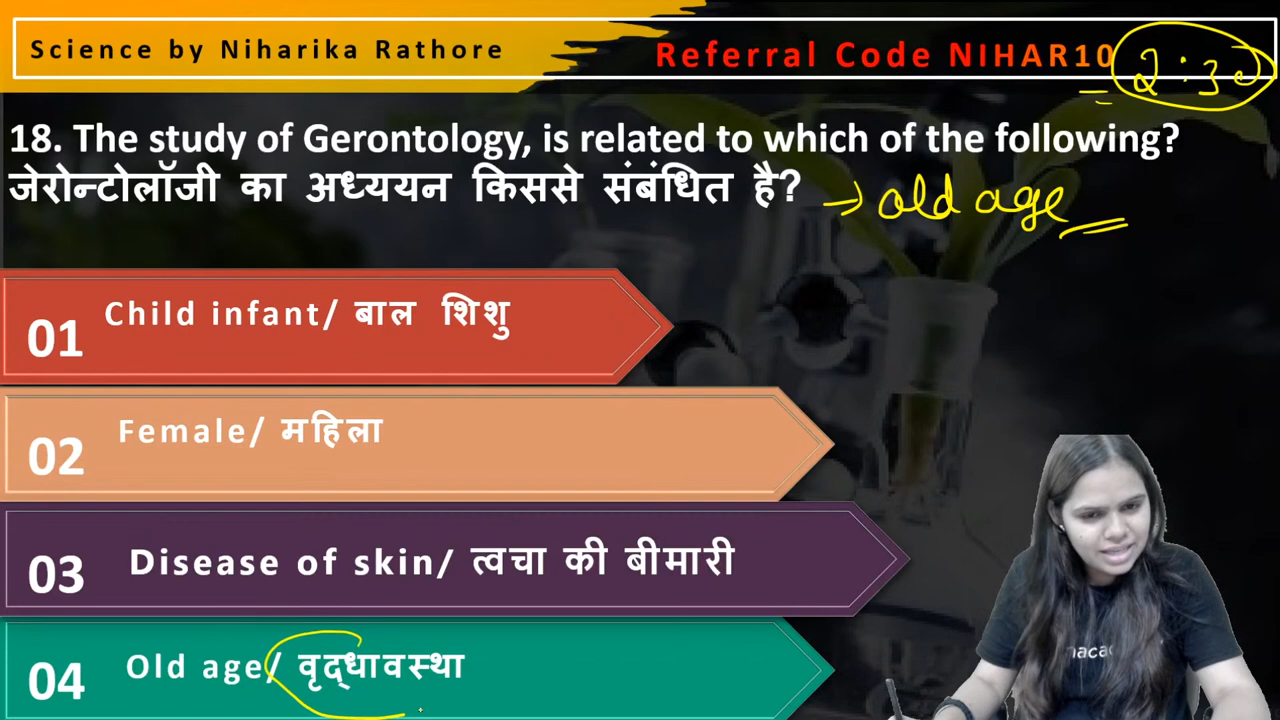 Science by Niharika Rathore
Referral Code NIHAR10
2:30
18. The study of Gerontology, is related to which of the following?
जेरोन्टोलॉजी का अध्ययन किससे संबंधित है?
→ old age
01 Child infant/ बाल शिशु
02 Female/ महिला
03 Disease of skin/ त्वचा की बीमारी
04 Old age/ वृद्धावस्था